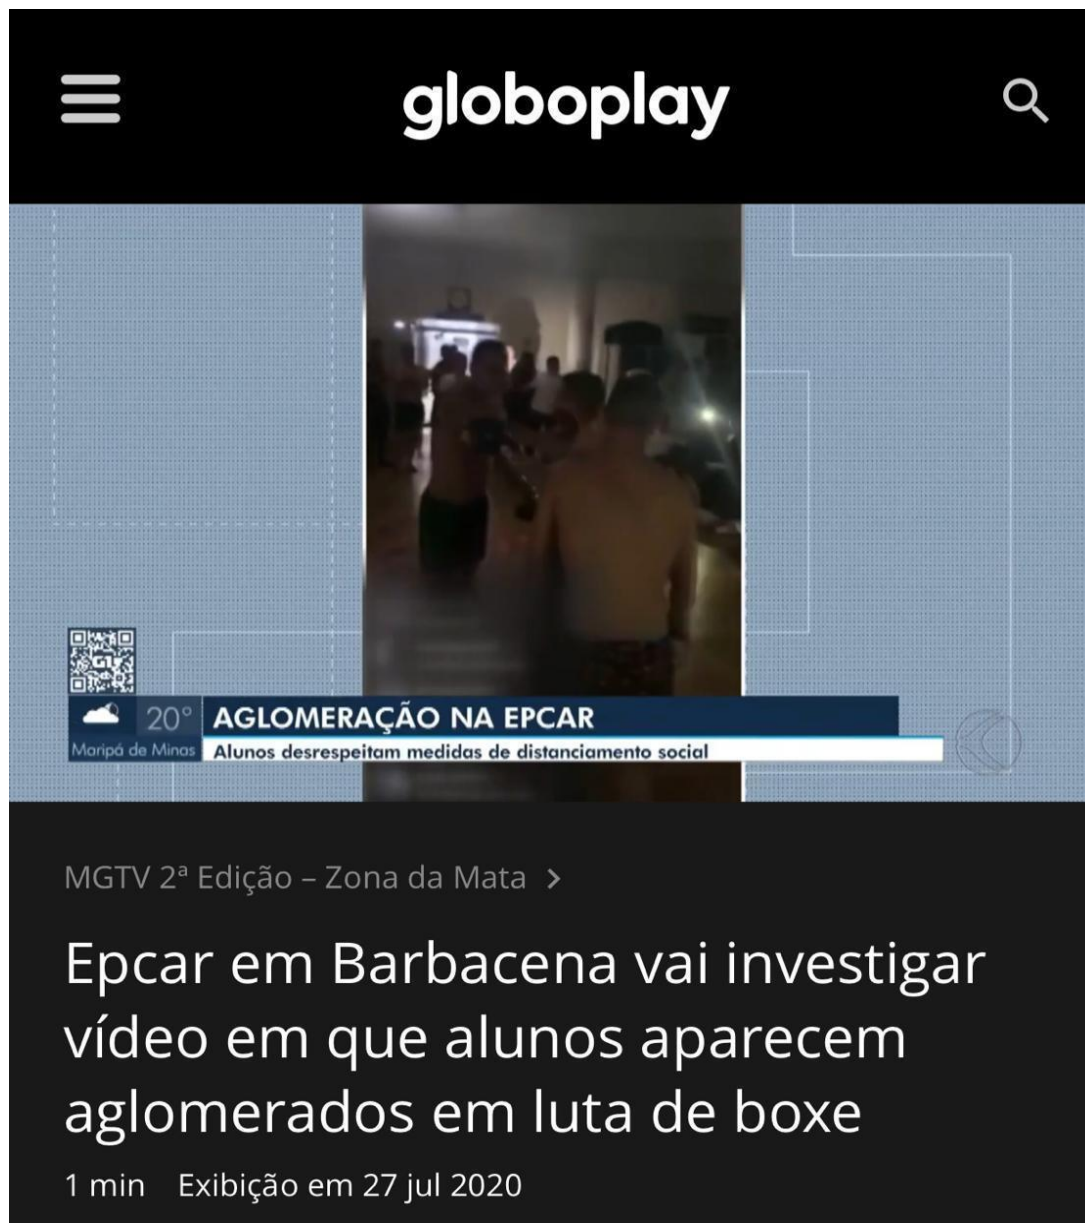 globoplay
G1
20° AGLOMERAÇÃO NA EPCAR
Maripá de Minas Alunos desrespeitam medidas de distanciamento social
MGTV 2ª Edição – Zona da Mata >
Epcar em Barbacena vai investigar
vídeo em que alunos aparecem
aglomerados em luta de boxe
1 min Exibição em 27 jul 2020